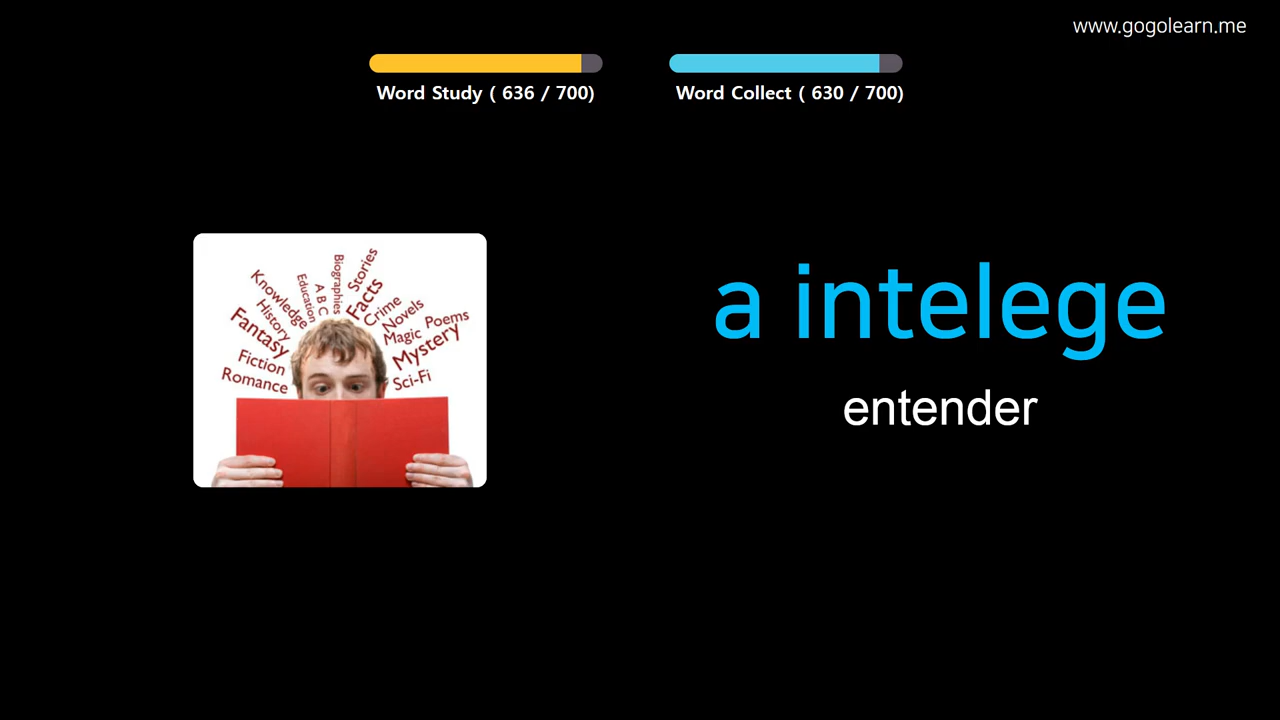 www.gogolearn.me
Word Study ( 636 / 700)
Word Collect ( 630 / 700)
a intelege
entender
Knowledge
History
Fantasy
Fiction
Romance
Education
A B C
Biographies
Stories
Facts
Crime
Novels
Magic
Poems
Mystery
Sci-Fi